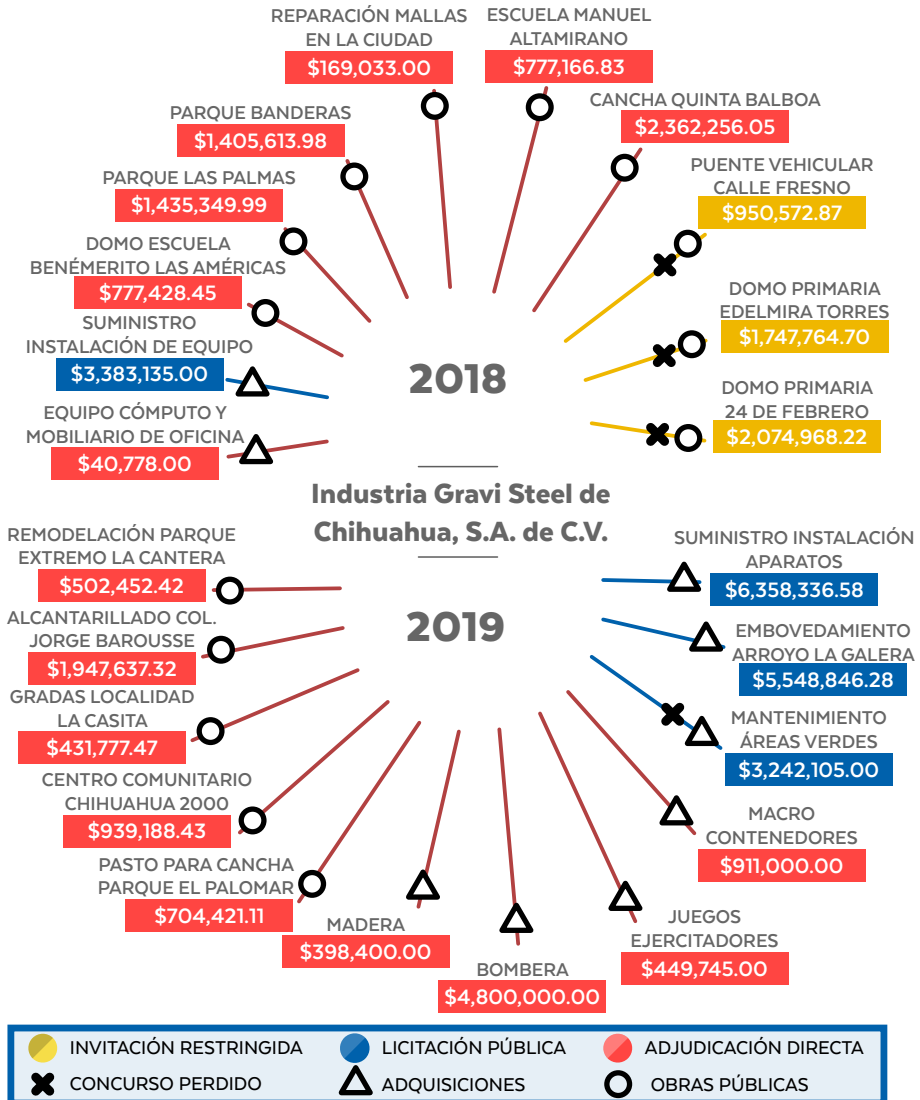 REPARACIÓN MALLAS
EN LA CIUDAD
$169,033.00
ESCUELA MANUEL
ALTAMIRANO
$777,166.83
PARQUE BANDERAS
$1,405,613.98
CANCHA QUINTA BALBOA
$2,362,256.05
PARQUE LAS PALMAS
$1,435,349.99
PUENTE VEHICULAR
CALLE FRESNO
$950,572.87
DOMO ESCUELA
BENÉMERITO LAS AMÉRICAS
$777,428.45
DOMO PRIMARIA
EDELMIRA TORRES
$1,747,764.70
SUMINISTRO
INSTALACIÓN DE EQUIPO
$3,383,135.00
DOMO PRIMARIA
24 DE FEBRERO
$2,074,968.22
EQUIPO CÓMPUTO Y
MOBILIARIO DE OFICINA
$40,778.00
2018
Industria Gravi Steel de
Chihuahua, S.A. de C.V.
2019
REMODELACIÓN PARQUE
EXTREMO LA CANTERA
$502,452.42
SUMINISTRO INSTALACIÓN
APARATOS
$6,358,336.58
ALCANTARILLADO COL.
JORGE BAROUSSE
$1,947,637.32
EMBOVEDAMIENTO
ARROYO LA GALERA
$5,548,846.28
GRADAS LOCALIDAD
LA CASITA
$431,777.47
MANTENIMIENTO
ÁREAS VERDES
$3,242,105.00
CENTRO COMUNITARIO
CHIHUAHUA 2000
$939,188.43
MACRO
CONTENEDORES
$911,000.00
PASTO PARA CANCHA
PARQUE EL PALOMAR
$704,421.11
MADERA
$398,400.00
BOMBERA
$4,800,000.00
JUEGOS
EJERCITADORES
$449,745.00
INVITACIÓN RESTRINGIDA
LICITACIÓN PÚBLICA
ADJUDICACIÓN DIRECTA
CONCURSO PERDIDO
ADQUISICIONES
OBRAS PÚBLICAS